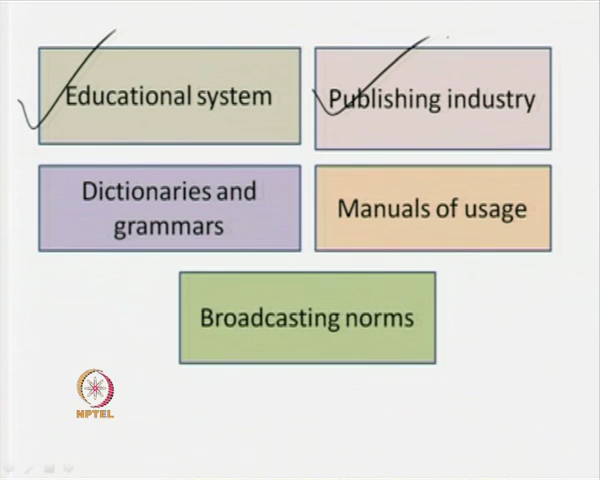 Educational system
Publishing industry
Dictionaries and
grammars
Manuals of usage
Broadcasting norms
NPTEL